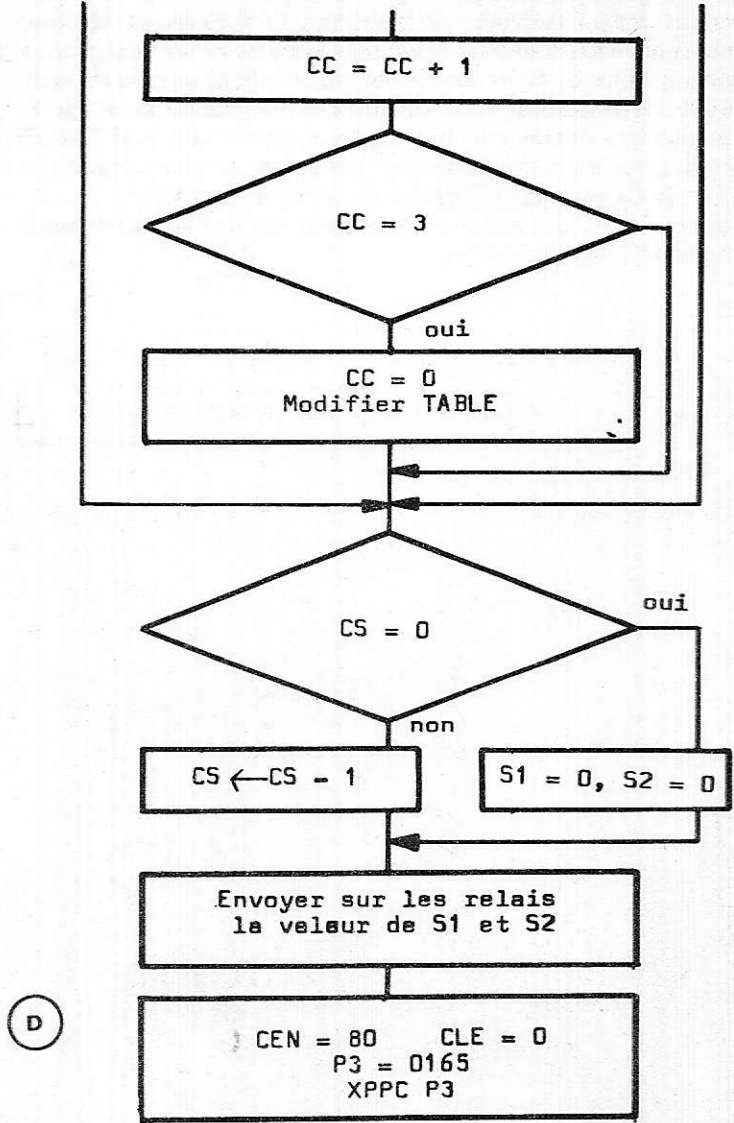 CC = CC + 1
CC = 3
oui
CC = 0
Modifier TABLE
CS = 0
oui
non
CS ← CS - 1
S1 = 0, S2 = 0
Envoyer sur les relais
la valeur de S1 et S2
D
CEN = 80 CLE = 0
P3 = 0165
XPPC P3